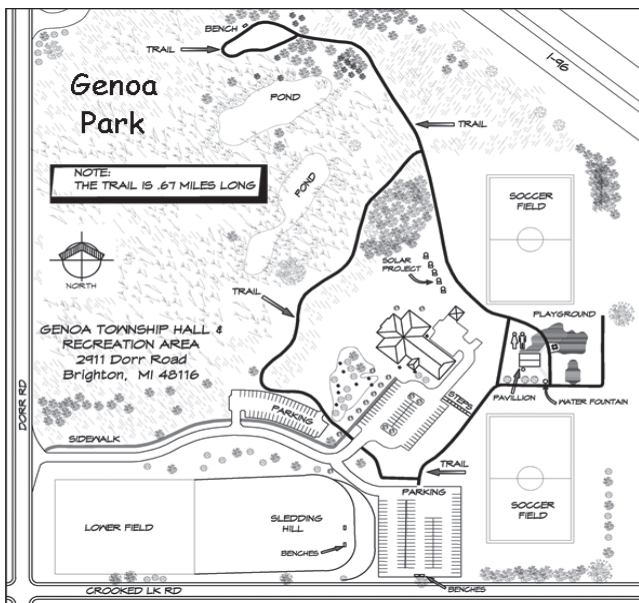 BENCH
TRAIL
I-96
Genoa
Park
POND
TRAIL
NOTE:
THE TRAIL IS .67 MILES LONG
POND
SOCCER
FIELD
SOLAR
PROJECT
NORTH
TRAIL
PLAYGROUND
GENOA TOWNSHIP HALL &
RECREATION AREA
2911 Dorr Road
Brighton, MI 48116
DORR RD
PARKING
STEPS
PAVILLION
WATER FOUNTAIN
SIDEWALK
TRAIL
PARKING
LOWER FIELD
SLEDDING
HILL
SOCCER
FIELD
BENCHES
BENCHES
CROOKED LK RD